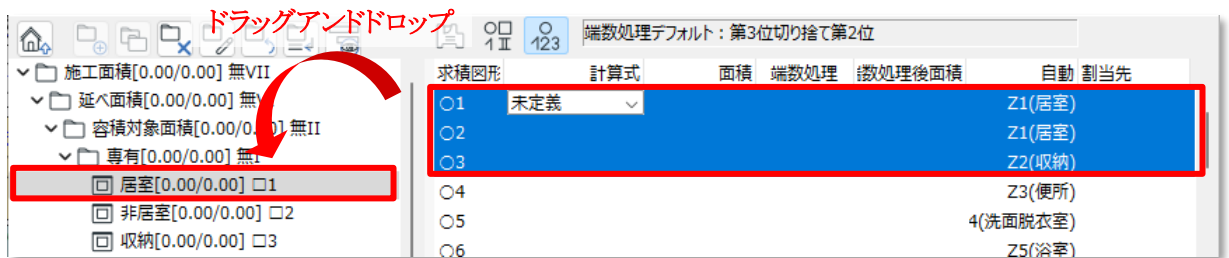 ドラッグアンドドロップ
端数処理デフォルト：第3位切り捨て第2位
施工面積[0.00/0.00] 無VII
延べ面積[0.00/0.00] 無
容積対象面積[0.00/0.00] 無II
専有[0.00/0.00] 無I
居室[0.00/0.00] □1
非居室[0.00/0.00] □2
収納[0.00/0.00] □3
求積図形 計算式 面積 端数処理 数処理後面積 自動 割当先
○1 未定義 Z1(居室)
○2 Z1(居室)
○3 Z2(収納)
○4 Z3(便所)
○5 4(洗面脱衣室)
○6 Z5(浴室)